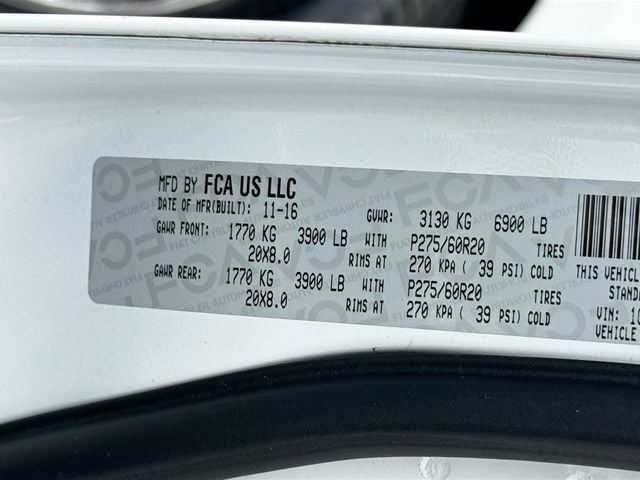 MFD BY FCA US LLC
DATE OF MFR(BUILT): 11-16 GVWR: 3130 KG 6900 LB
GAWR FRONT: 1770 KG 3900 LB WITH P275/60R20 TIRES
20X8.0 RIMS AT 270 KPA ( 39 PSI) COLD
GAWR REAR: 1770 KG 3900 LB WITH P275/60R20 TIRES
20X8.0 RIMS AT 270 KPA ( 39 PSI) COLD
THIS VEHICLE
STAND
VIN: 1C
VEHICLE